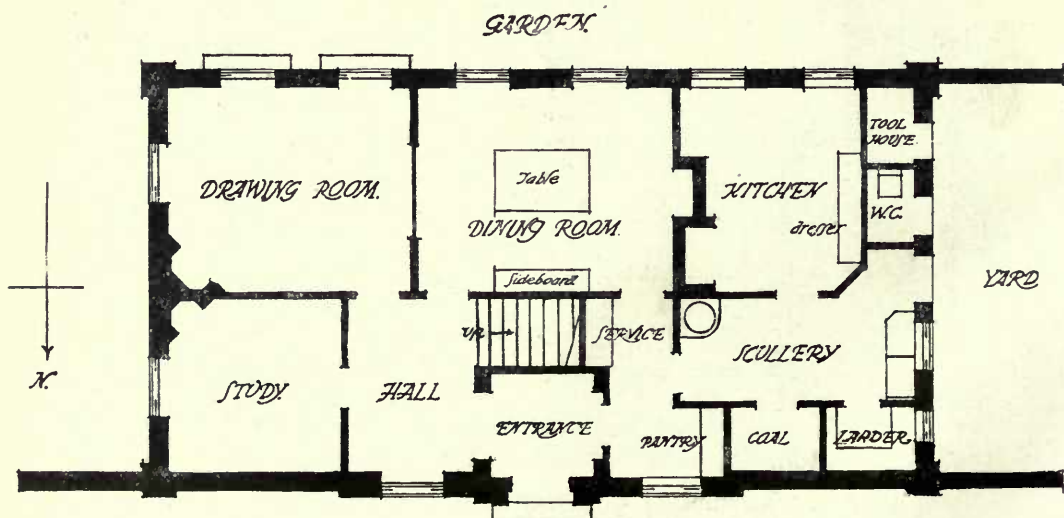 GARDEN.
DRAWING ROOM.
Table
DINING ROOM.
Sideboard
KITCHEN
dresser
TOOL
HOUSE.
W.C.
YARD
N.
UP.
SERVICE
SCULLERY
STUDY.
HALL
ENTRANCE
PANTRY
COAL
LARDER.